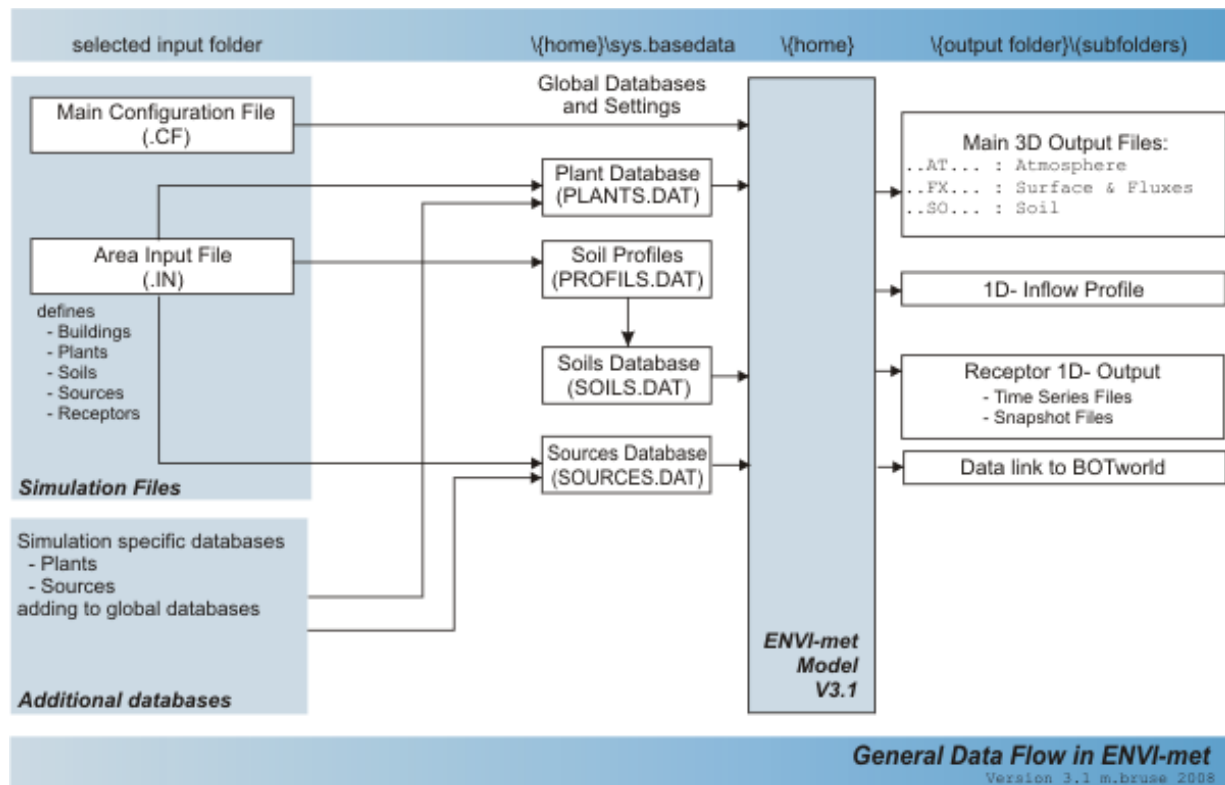 selected input folder
\{home}\sys.basedata
\{home}
\{output folder}\(subfolders)
Main Configuration File
(.CF)
Area Input File
(.IN)
defines
- Buildings
- Plants
- Soils
- Sources
- Receptors
Simulation Files
Simulation specific databases
- Plants
- Sources
adding to global databases
Additional databases
Global Databases
and Settings
Plant Database
(PLANTS.DAT)
Soil Profiles
(PROFILS.DAT)
Soils Database
(SOILS.DAT)
Sources Database
(SOURCES.DAT)
ENVI-met
Model
V3.1
Main 3D Output Files:
..AT... : Atmosphere
..FX... : Surface & Fluxes
..SO... : Soil
1D- Inflow Profile
Receptor 1D- Output
- Time Series Files
- Snapshot Files
Data link to BOTworld
General Data Flow in ENVI-met
Version 3.1 m.bruse 2008